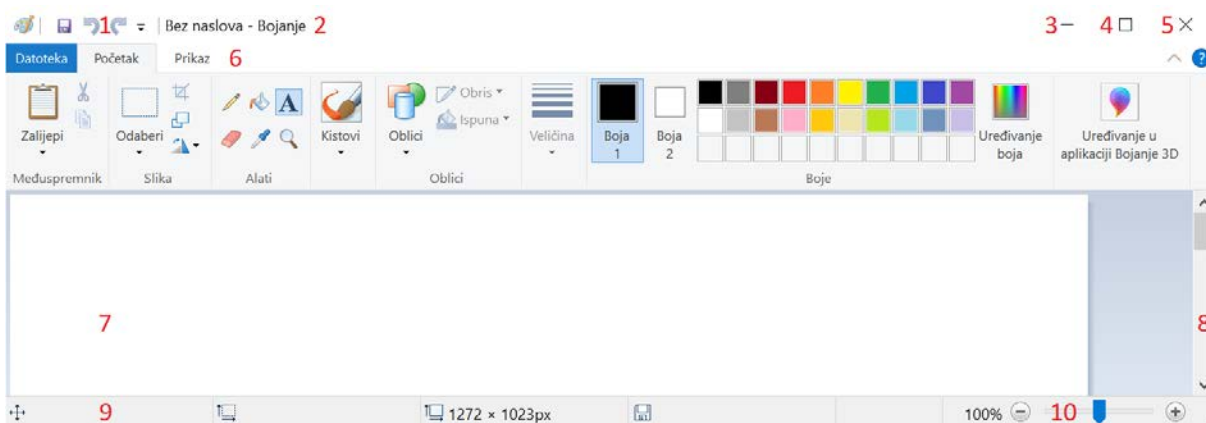 1 Bez naslova - Bojanje 2 3 4 5
Datoteka Početak Prikaz 6 ?
A Obris
Ispuna
Zalijepi Odaberi Kistovi Oblici Veličina Boja 1 Boja 2 Uređivanje boja Uređivanje u aplikaciji Bojanje 3D
Međuspremnik Slika Alati Oblici Boje
7 8
9 1272 × 1023px 100% 10